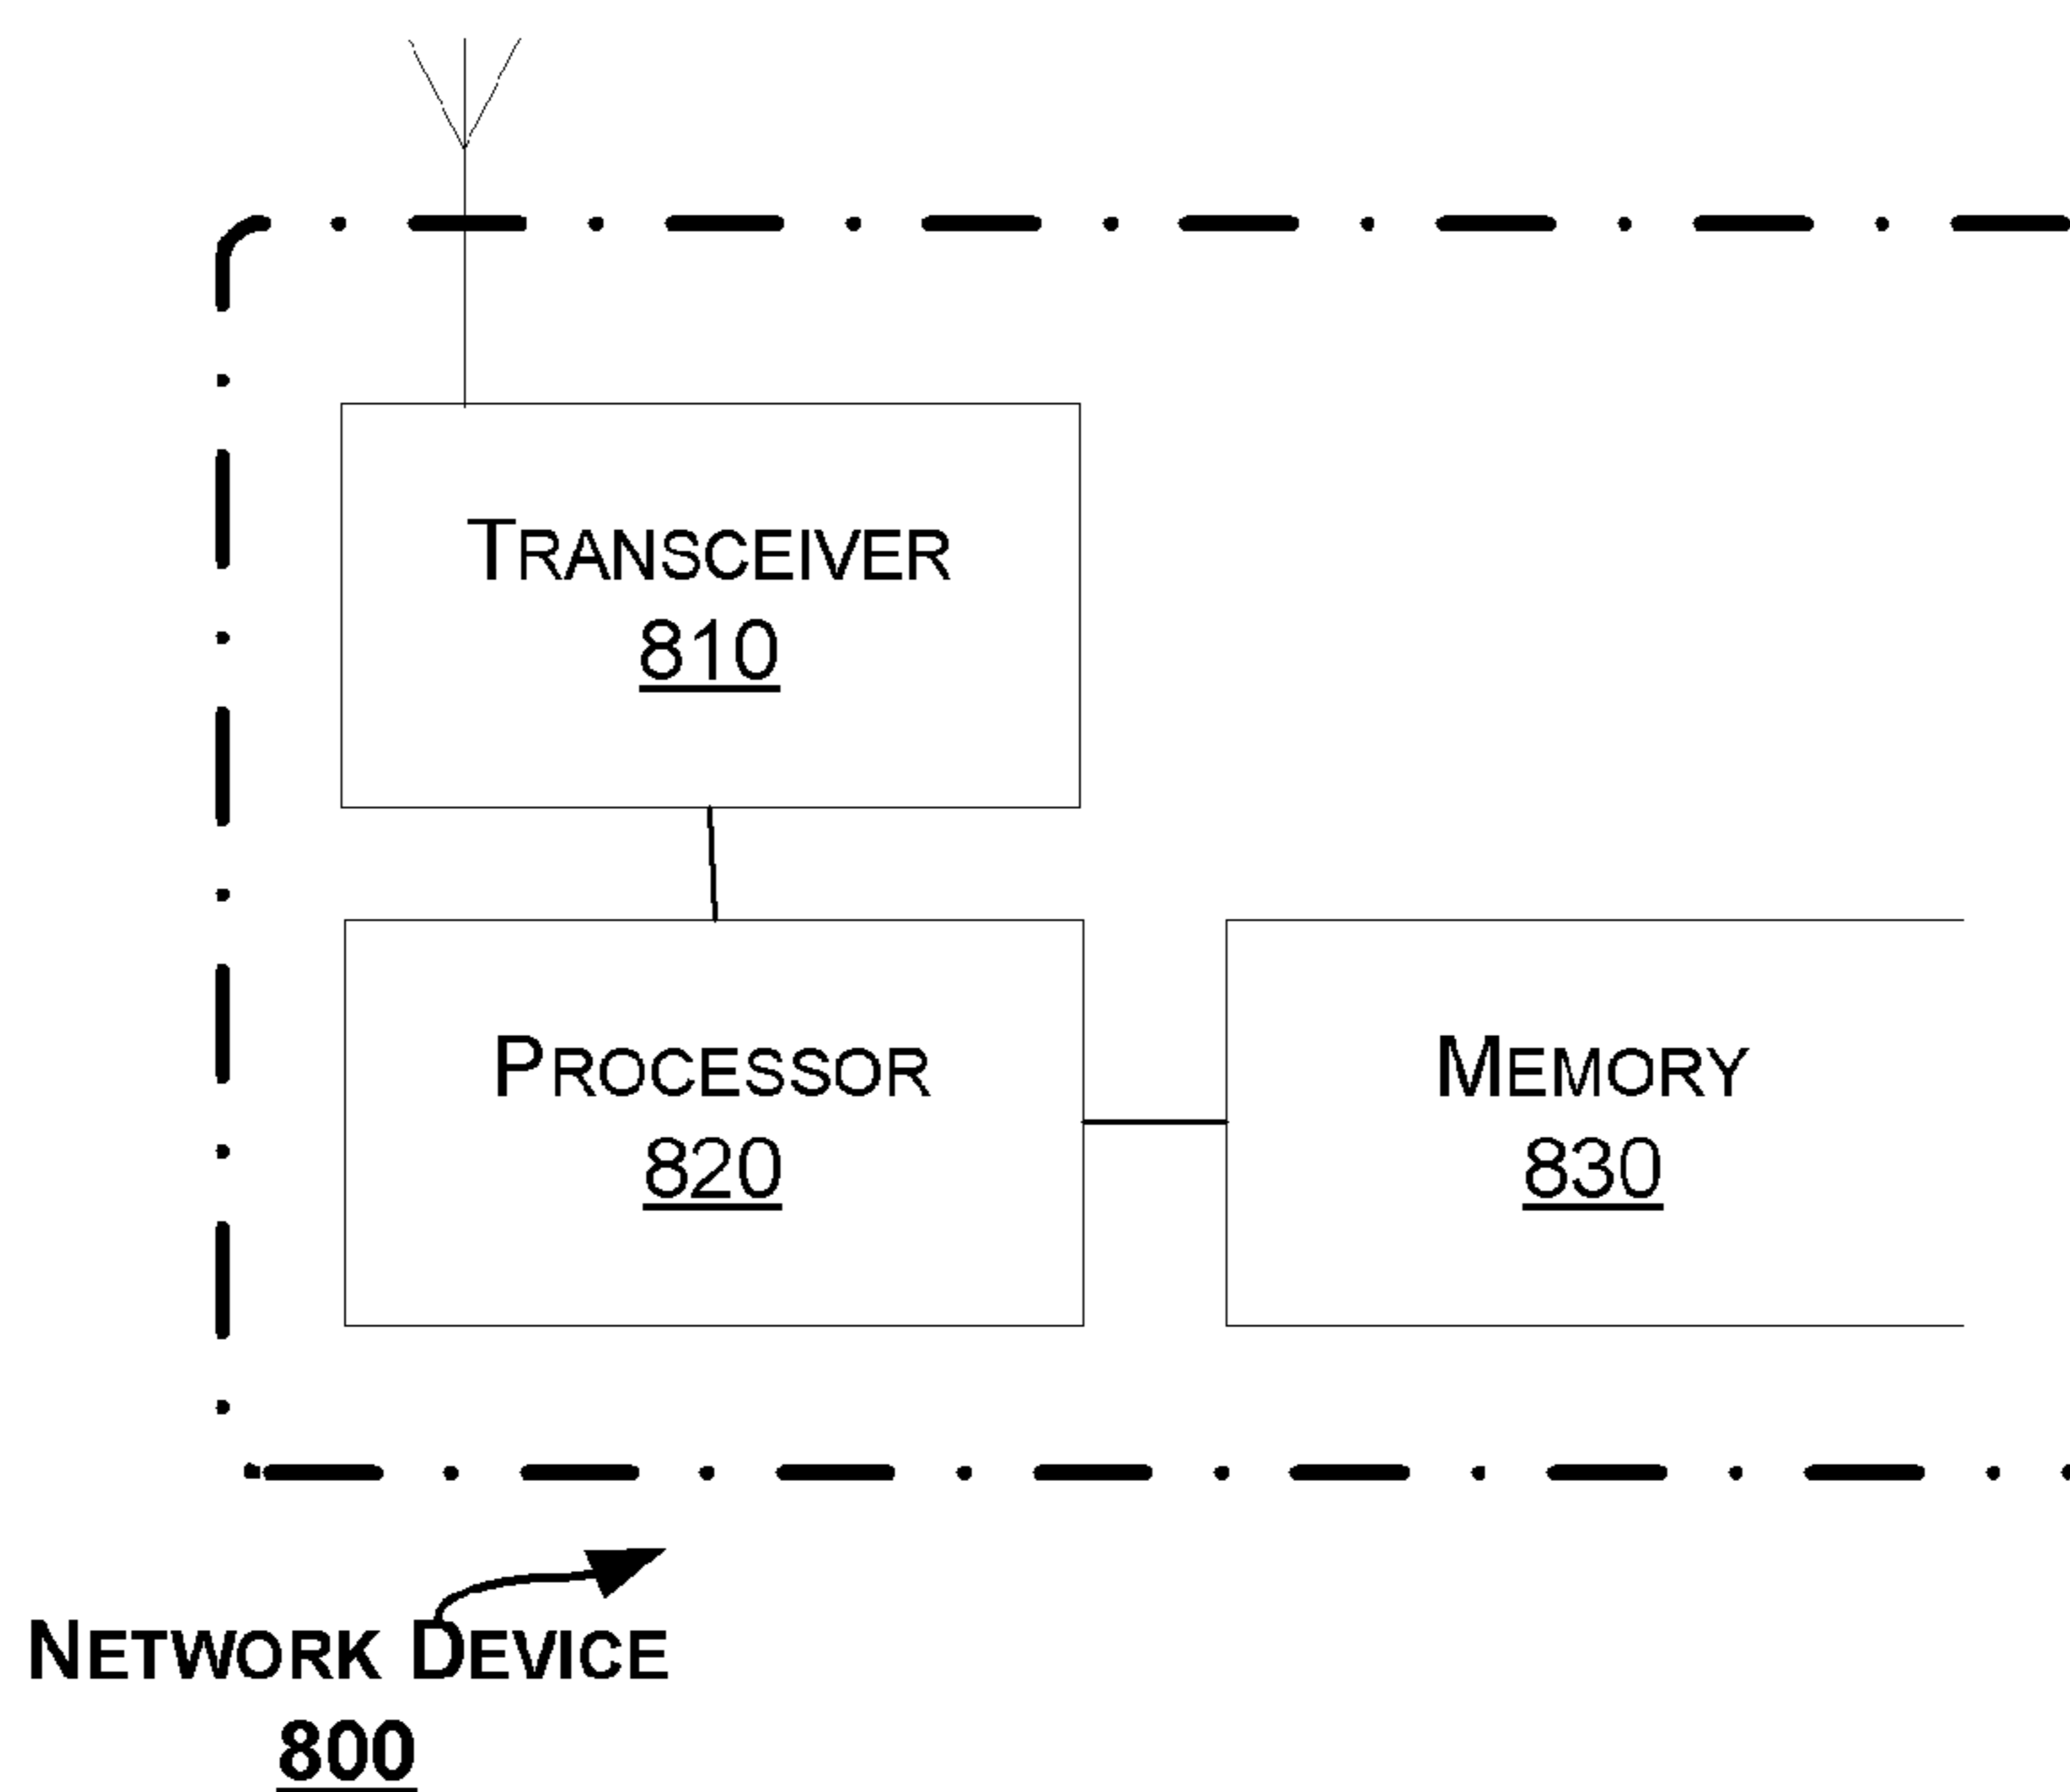 TRANSCEIVER
810
PROCESSOR
820
MEMORY
830
NETWORK DEVICE
800